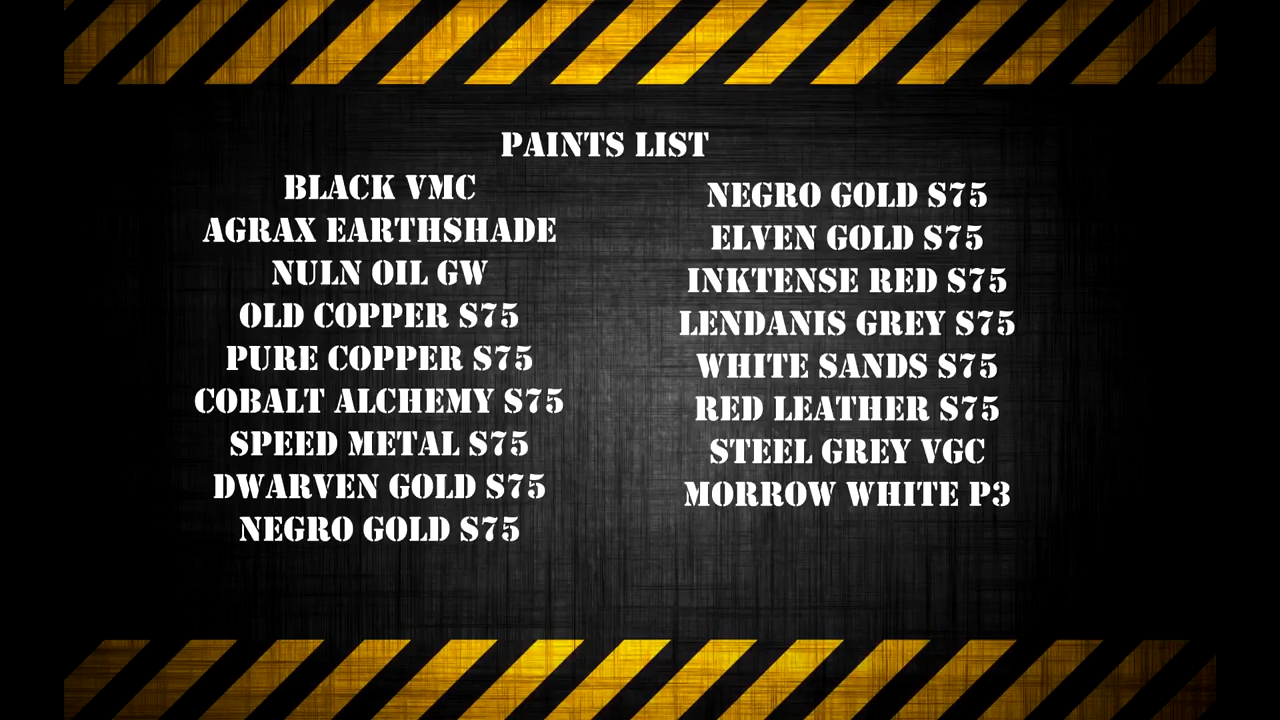 PAINTS LIST
BLACK VMC
AGRAX EARTHSHADE
NULN OIL GW
OLD COPPER S75
PURE COPPER S75
COBALT ALCHEMY S75
SPEED METAL S75
DWARVEN GOLD S75
NEGRO GOLD S75
NEGRO GOLD S75
ELVEN GOLD S75
INKTENSE RED S75
LENDANIS GREY S75
WHITE SANDS S75
RED LEATHER S75
STEEL GREY VGC
MORROW WHITE P3